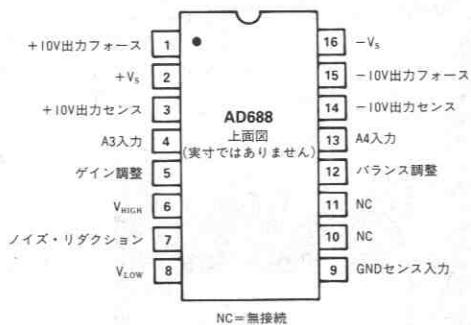 +10V出力フォース 1
+Vs 2
+10V出力センス 3
A3入力 4
ゲイン調整 5
VHIGH 6
ノイズ・リダクション 7
VLOW 8
AD688
上面図
(実寸ではありません)
16 -Vs
15 -10V出力フォース
14 -10V出力センス
13 A4入力
12 バランス調整
11 NC
10 NC
9 GNDセンス入力
NC=無接続